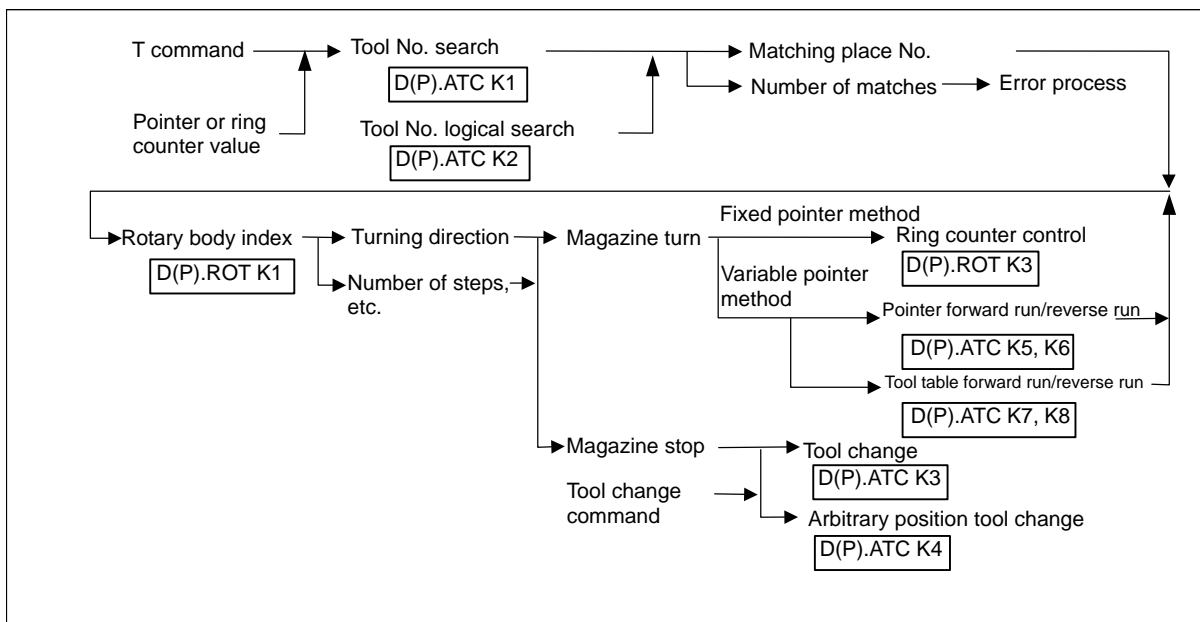 T command
Tool No. search
Matching place No.
D(P).ATC K1
Number of matches
Error process
Pointer or ring
counter value
Tool No. logical search
D(P).ATC K2
Fixed pointer method
Rotary body index
Turning direction
Magazine turn
Ring counter control
D(P).ROT K1
D(P).ROT K3
Number of steps,
etc.
Variable pointer
method
Pointer forward run/reverse run
D(P).ATC K5, K6
Tool table forward run/reverse run
D(P).ATC K7, K8
Magazine stop
Tool change
D(P).ATC K3
Tool change
command
Arbitrary position tool change
D(P).ATC K4